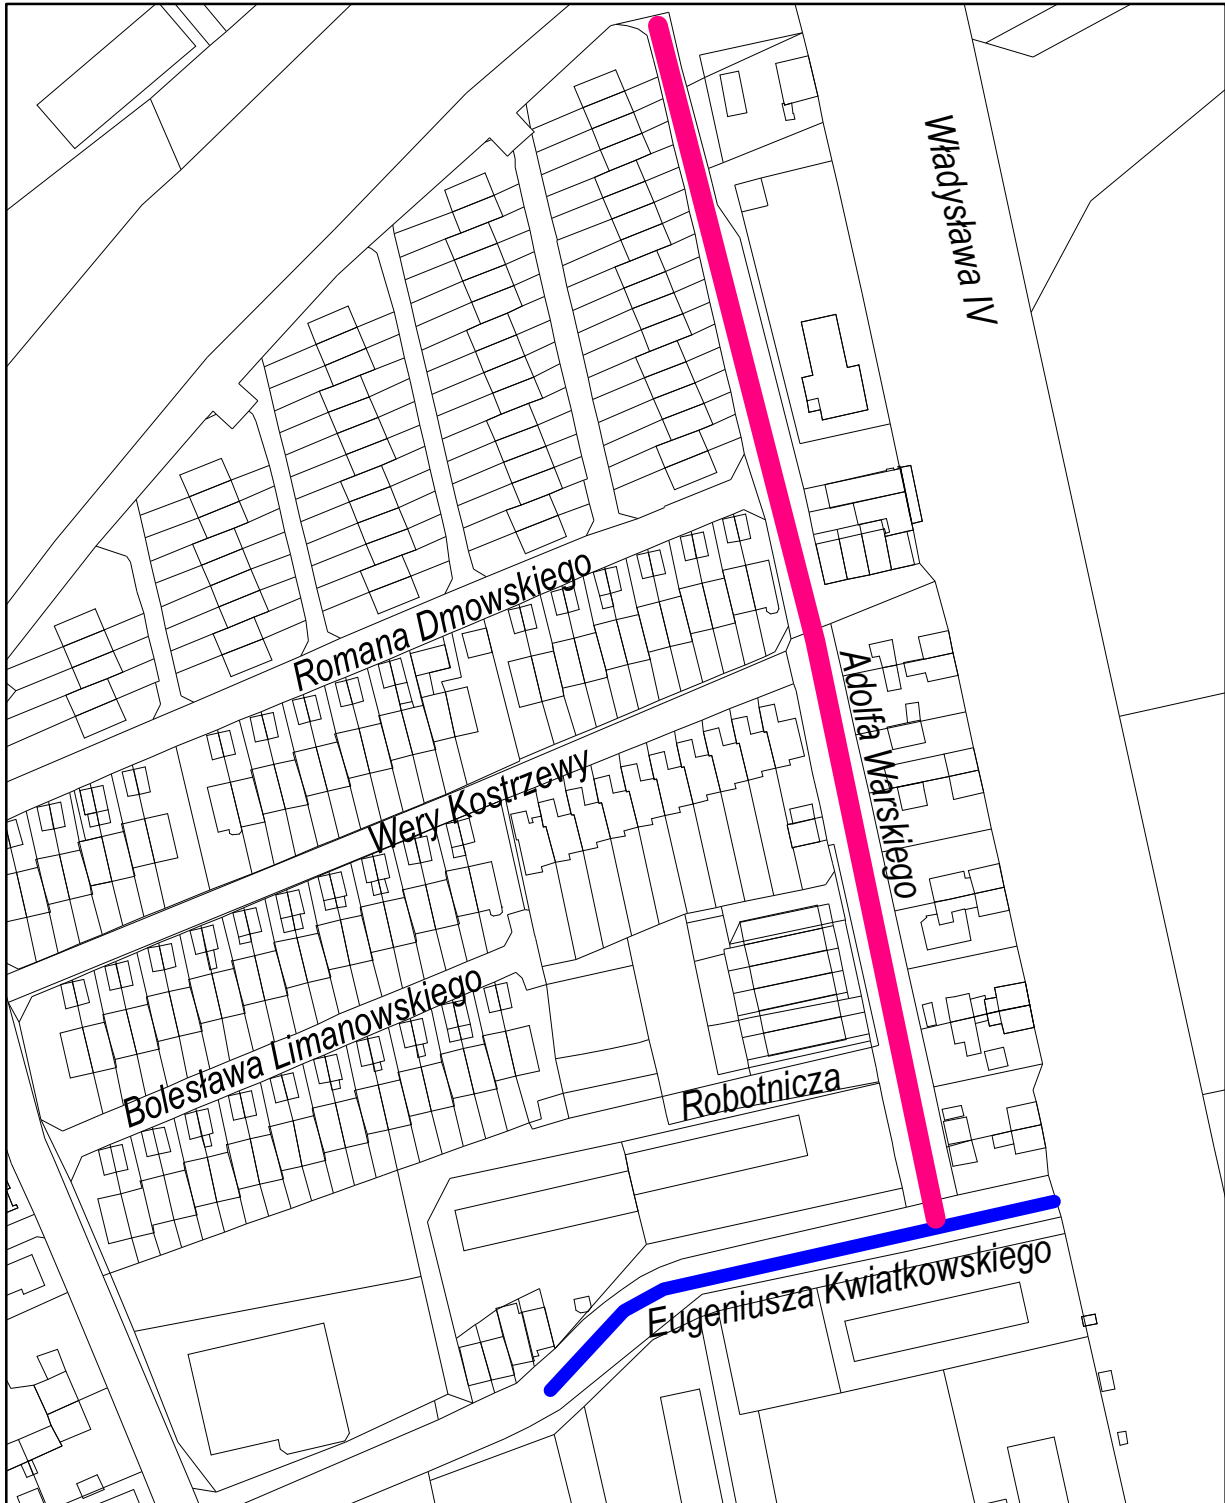 Władysława IV
Romana Dmowskiego
Adolfa Warskiego
Wery Kostrzewy
Bolesława Limanowskiego
Robotnicza
Eugeniusza Kwiatkowskiego